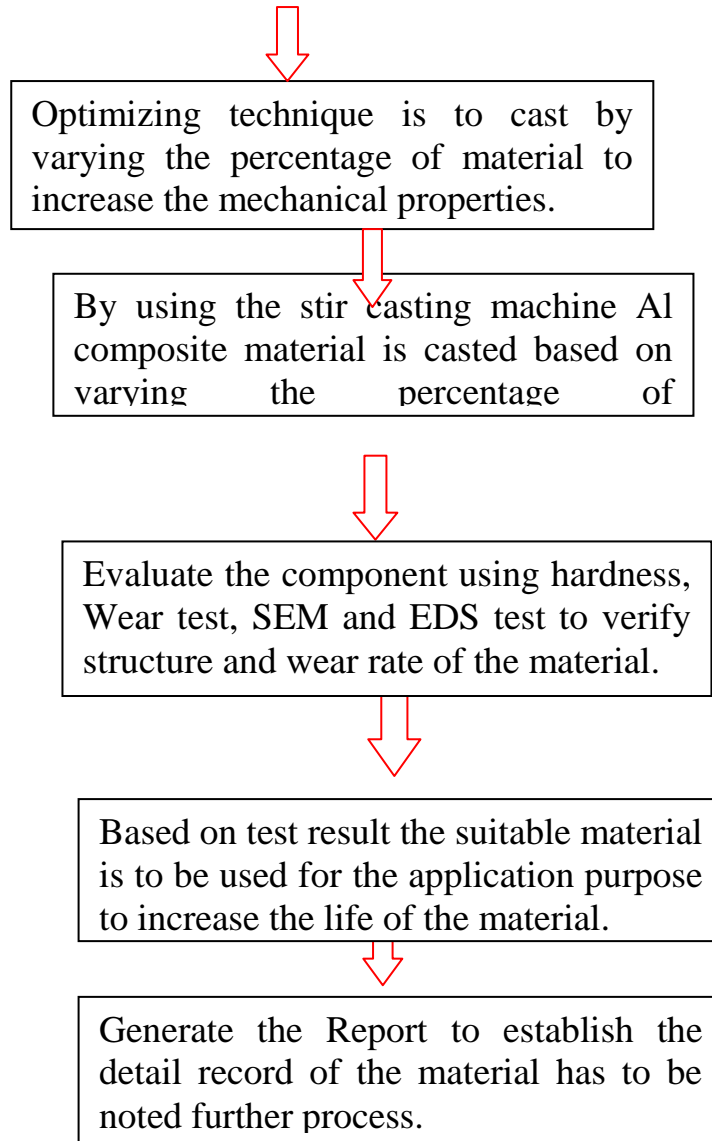 Optimizing technique is to cast by
varying the percentage of material to
increase the mechanical properties.
By using the stir casting machine Al
composite material is casted based on
varying the percentage of
Evaluate the component using hardness,
Wear test, SEM and EDS test to verify
structure and wear rate of the material.
Based on test result the suitable material
is to be used for the application purpose
to increase the life of the material.
Generate the Report to establish the
detail record of the material has to be
noted further process.